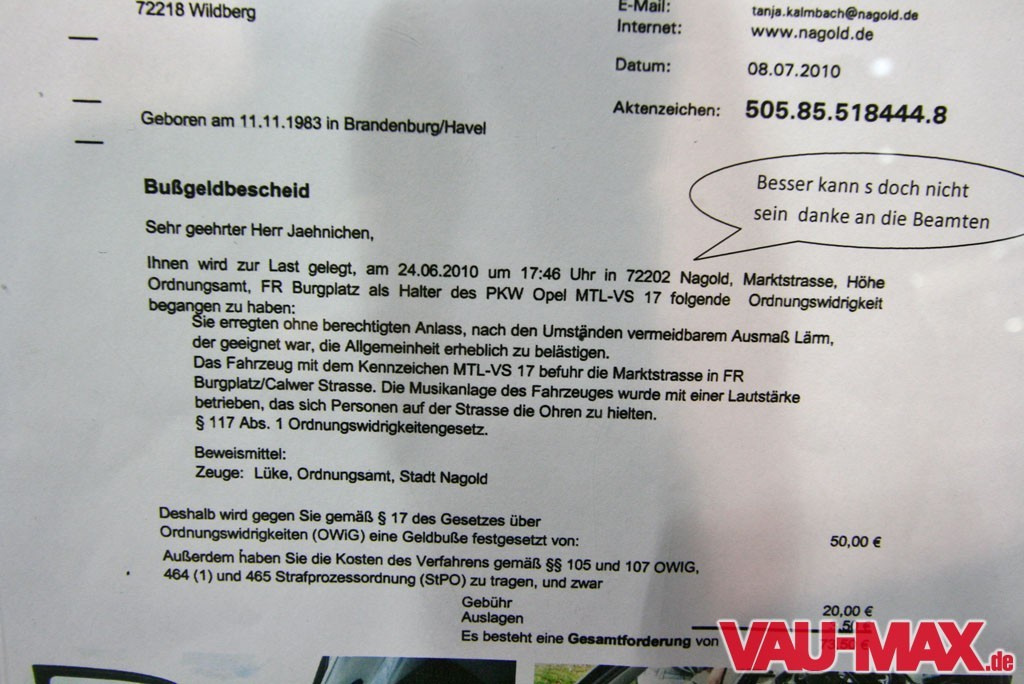 72218 Wildberg
E-Mail: tanja.kalmbach@nagold.de
Internet: www.nagold.de
Datum: 08.07.2010
Aktenzeichen: 505.85.518444.8
Geboren am 11.11.1983 in Brandenburg/Havel
Bußgeldbescheid
Besser kann s doch nicht
sein danke an die Beamten
Sehr geehrter Herr Jaehnichen,
Ihnen wird zur Last gelegt, am 24.06.2010 um 17:46 Uhr in 72202 Nagold, Marktstrasse, Höhe
Ordnungsamt, FR Burgplatz als Halter des PKW Opel MTL-VS 17 folgende Ordnungswidrigkeit
begangen zu haben:
Sie erregten ohne berechtigten Anlass, nach den Umständen vermeidbarem Ausmaß Lärm,
der geeignet war, die Allgemeinheit erheblich zu belästigen.
Das Fahrzeug mit dem Kennzeichen MTL-VS 17 befuhr die Marktstrasse in FR
Burgplatz/Calwer Strasse. Die Musikanlage des Fahrzeuges wurde mit einer Lautstärke
betrieben, das sich Personen auf der Strasse die Ohren zu hielten.
§ 117 Abs. 1 Ordnungswidrigkeitengesetz.
Beweismittel:
Zeuge: Lüke, Ordnungsamt, Stadt Nagold
Deshalb wird gegen Sie gemäß § 17 des Gesetzes über
Ordnungswidrigkeiten (OWiG) eine Geldbuße festgesetzt von: 50,00 €
Außerdem haben Sie die Kosten des Verfahrens gemäß §§ 105 und 107 OWIG,
464 (1) und 465 Strafprozessordnung (StPO) zu tragen, und zwar
Gebühr 20,00 €
Auslagen 3,50 €
Es besteht eine Gesamtforderung von 73,50 €
VAU-MAX.de